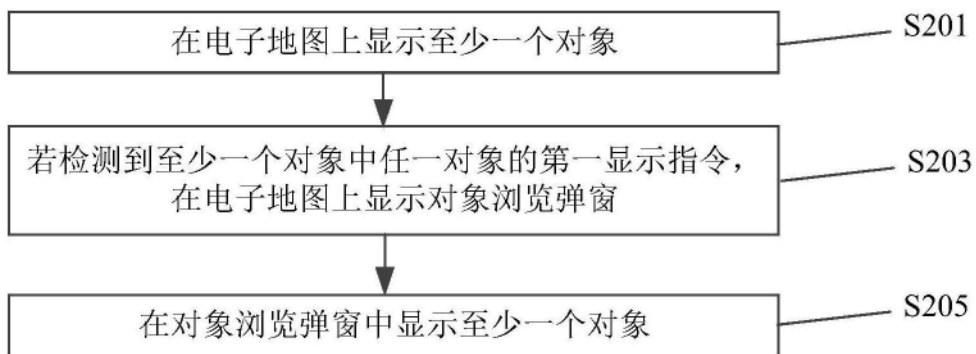 在电子地图上显示至少一个对象
S201
若检测到至少一个对象中任一对象的第一显示指令，
在电子地图上显示对象浏览弹窗
S203
在对象浏览弹窗中显示至少一个对象
S205